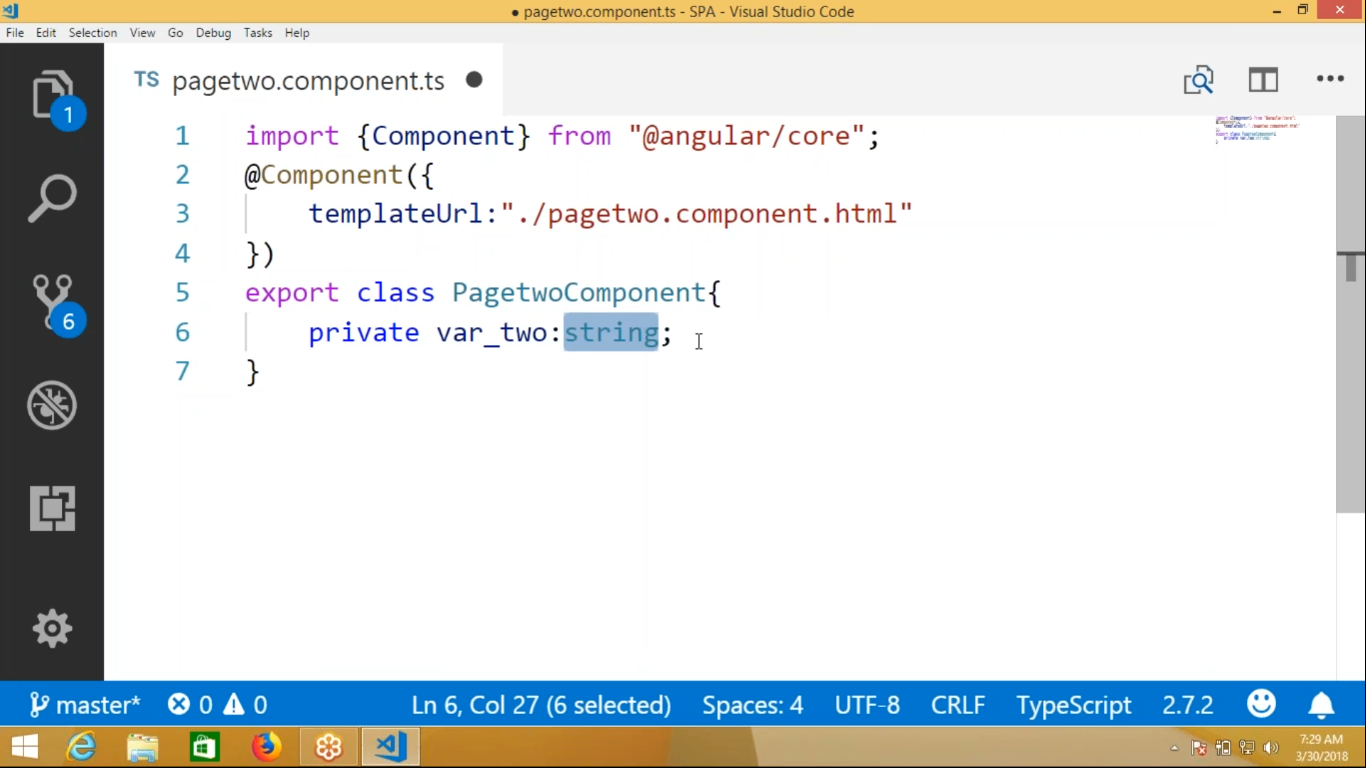 ● pagetwo.component.ts - SPA - Visual Studio Code
File Edit Selection View Go Debug Tasks Help
TS pagetwo.component.ts ●
1
1 import {Component} from "@angular/core";
2 @Component({
3 templateUrl:"./pagetwo.component.html"
4 })
5 export class PagetwoComponent{
6 private var_two:string;
7 }
6
master* 0 0 Ln 6, Col 27 (6 selected) Spaces: 4 UTF-8 CRLF TypeScript 2.7.2
7:29 AM
3/30/2018